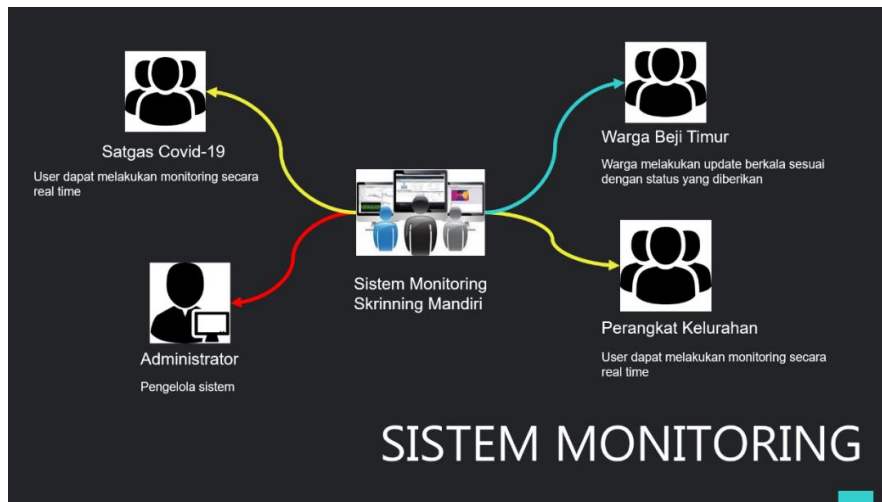 Satgas Covid-19
User dapat melakukan monitoring secara
real time
Administrator
Pengelola sistem
Sistem Monitoring
Skrinning Mandiri
Warga Beji Timur
Warga melakukan update berkala sesuai
dengan status yang diberikan
Perangkat Kelurahan
User dapat melakukan monitoring secara
real time
SISTEM MONITORING